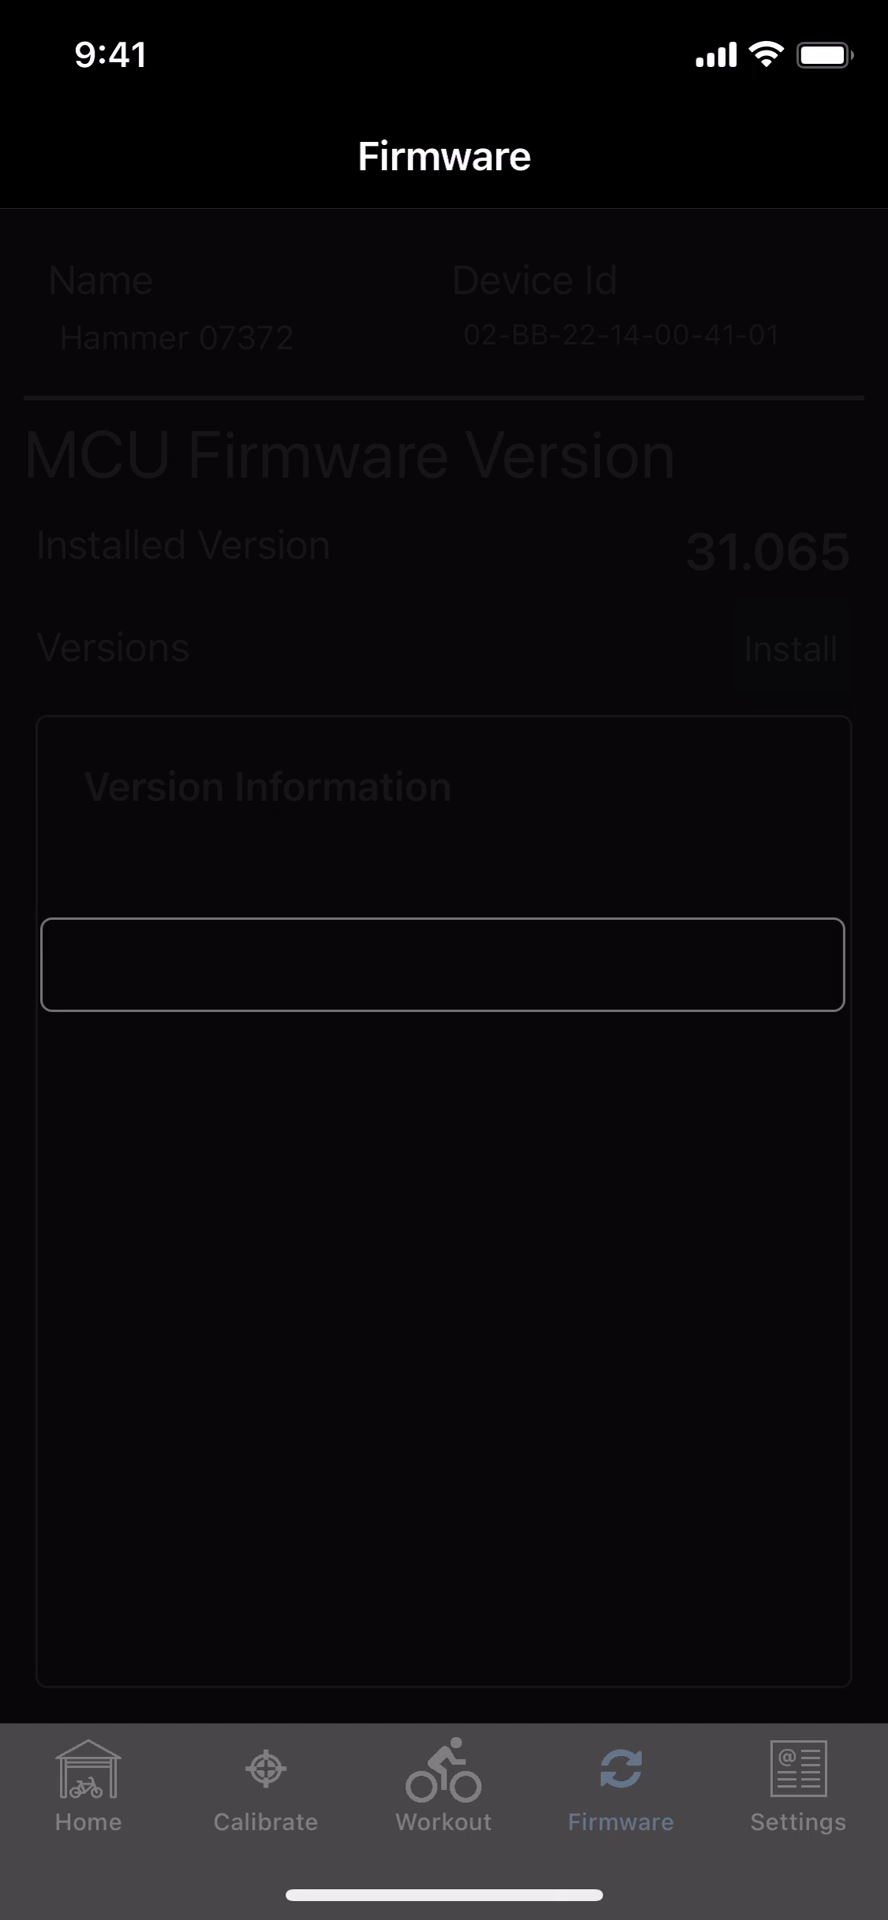 9:41
Firmware
Name Device Id
Hammer 07372 02-BB-22-14-00-41-01
MCU Firmware Version
Installed Version 31.065
Versions Install
Version Information
Home Calibrate Workout Firmware Settings